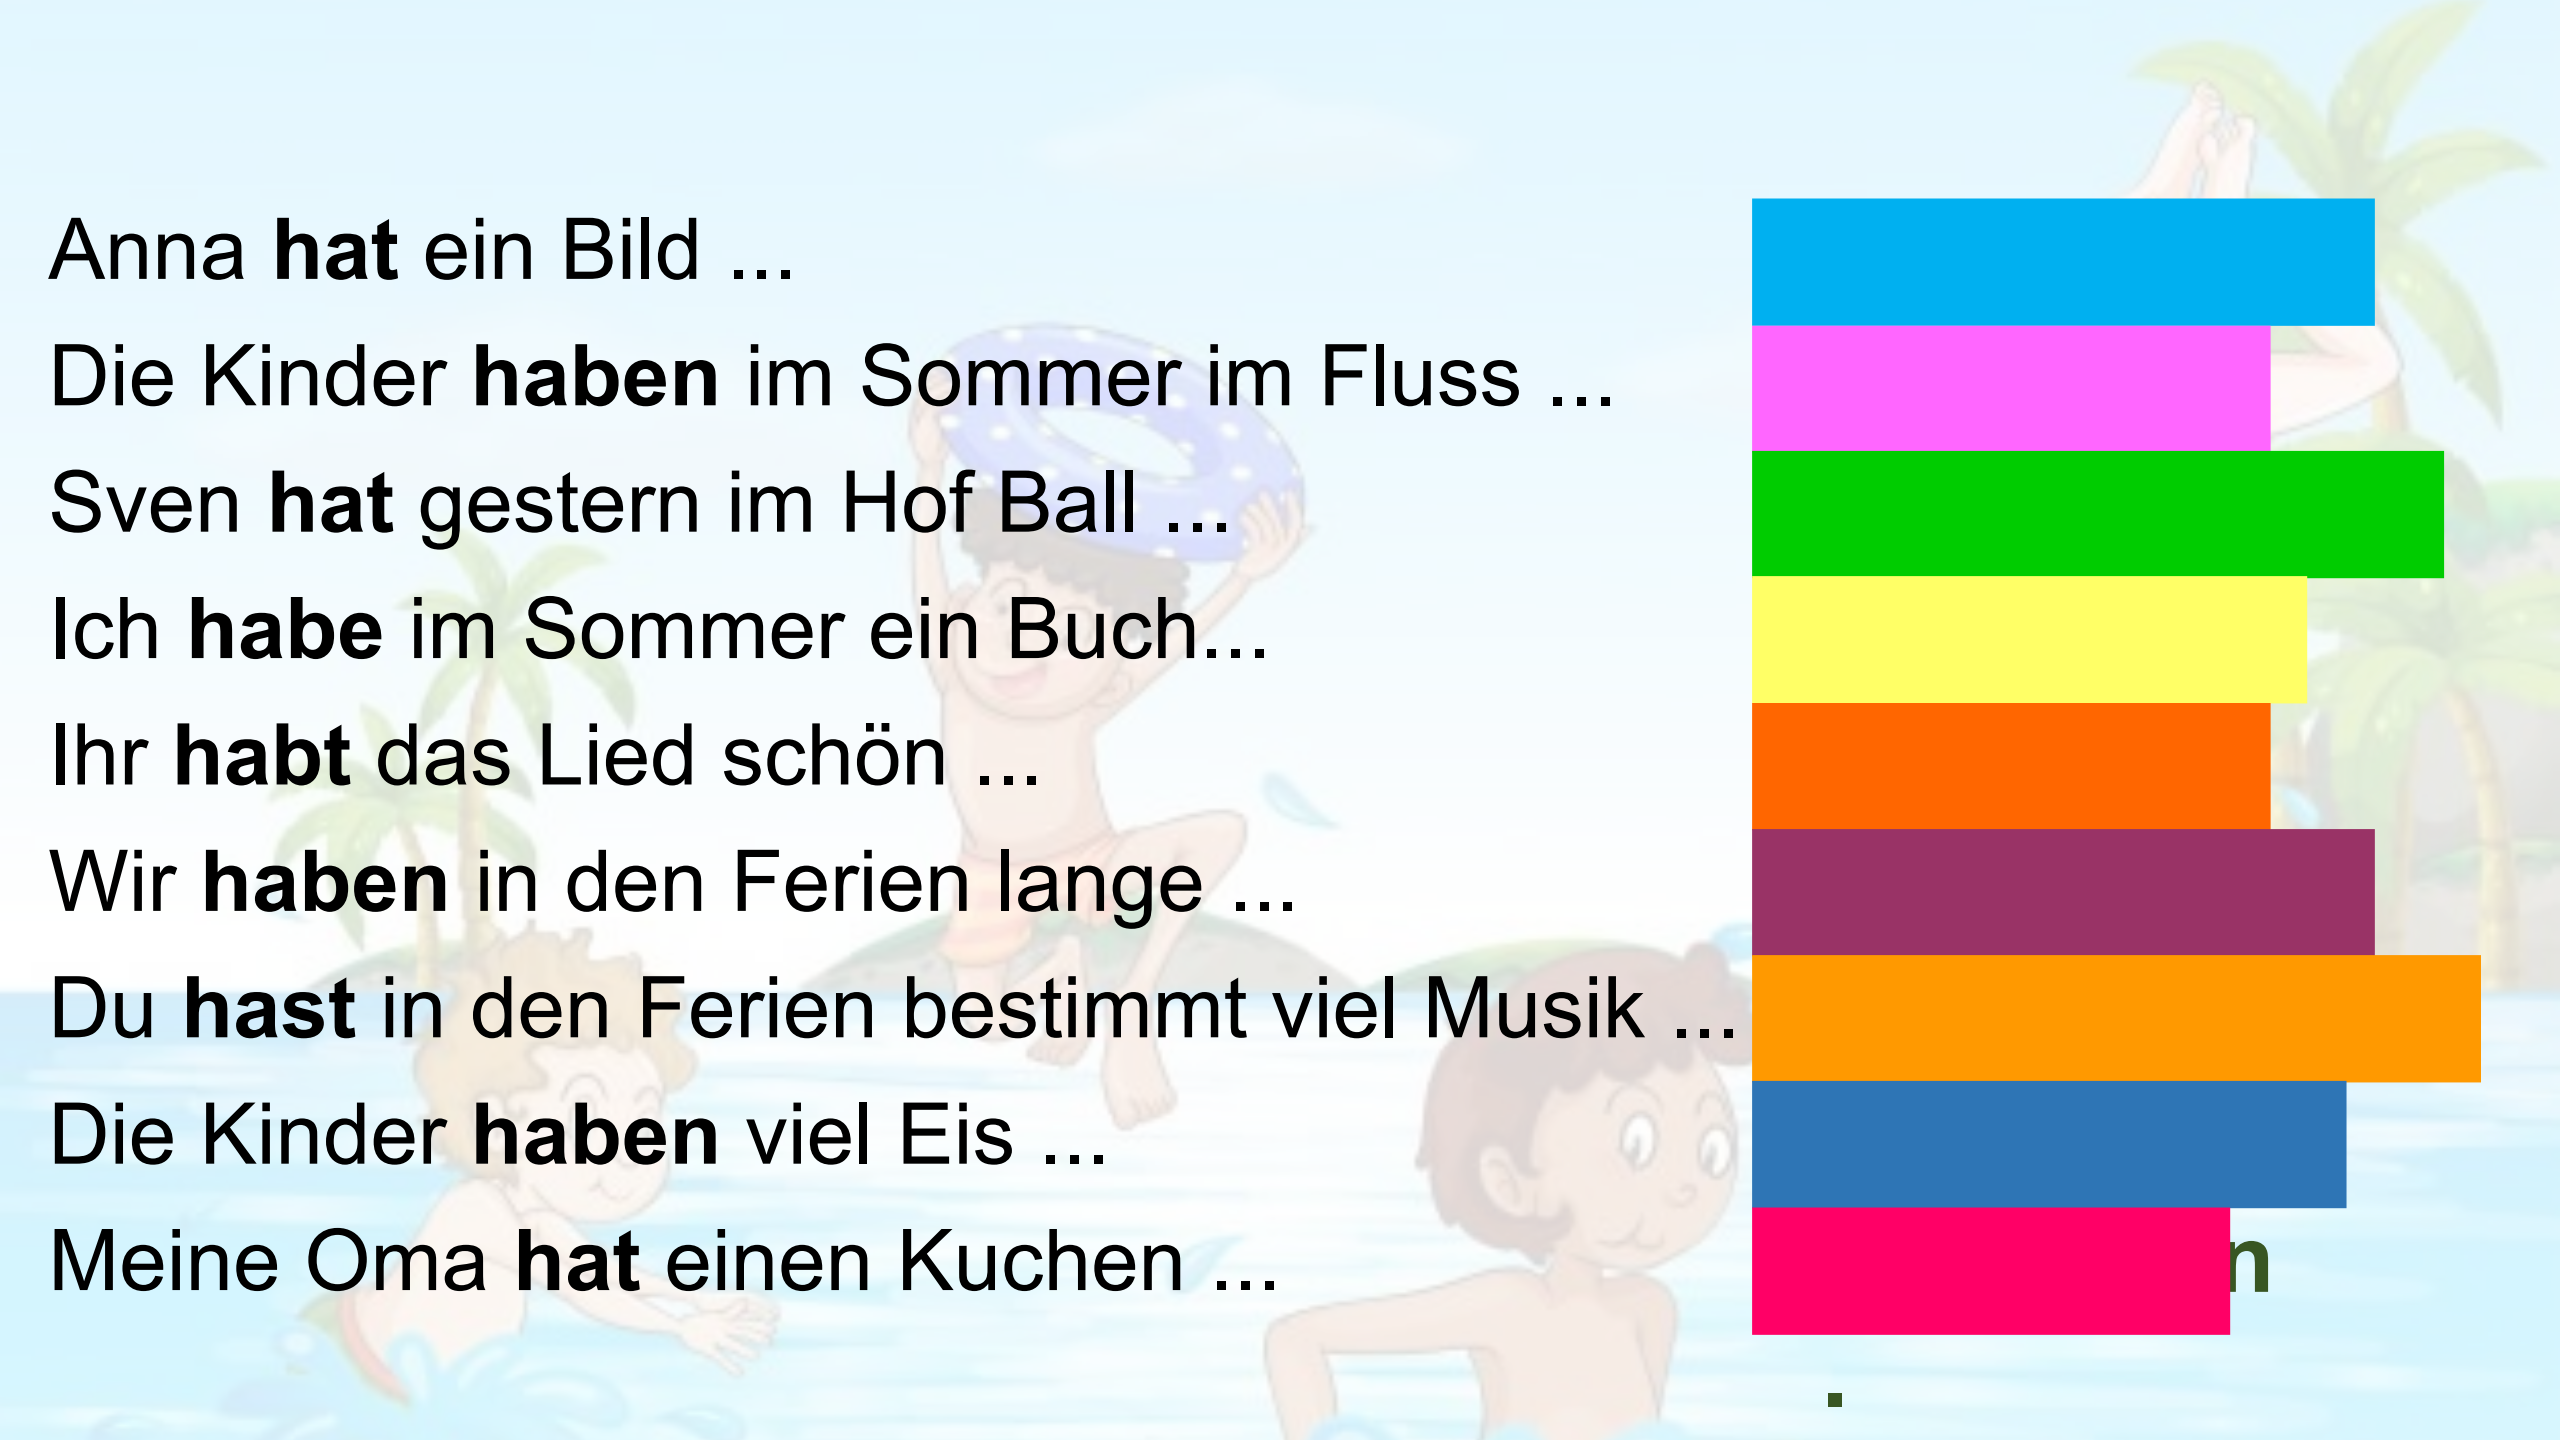 Anna hat ein Bild ...
Die Kinder haben im Sommer im Fluss ...
Sven hat gestern im Hof Ball ...
Ich habe im Sommer ein Buch...
Ihr habt das Lied schön ...
Wir haben in den Ferien lange ...
Du hast in den Ferien bestimmt viel Musik ...
Die Kinder haben viel Eis ...
Meine Oma hat einen Kuchen ... n
.